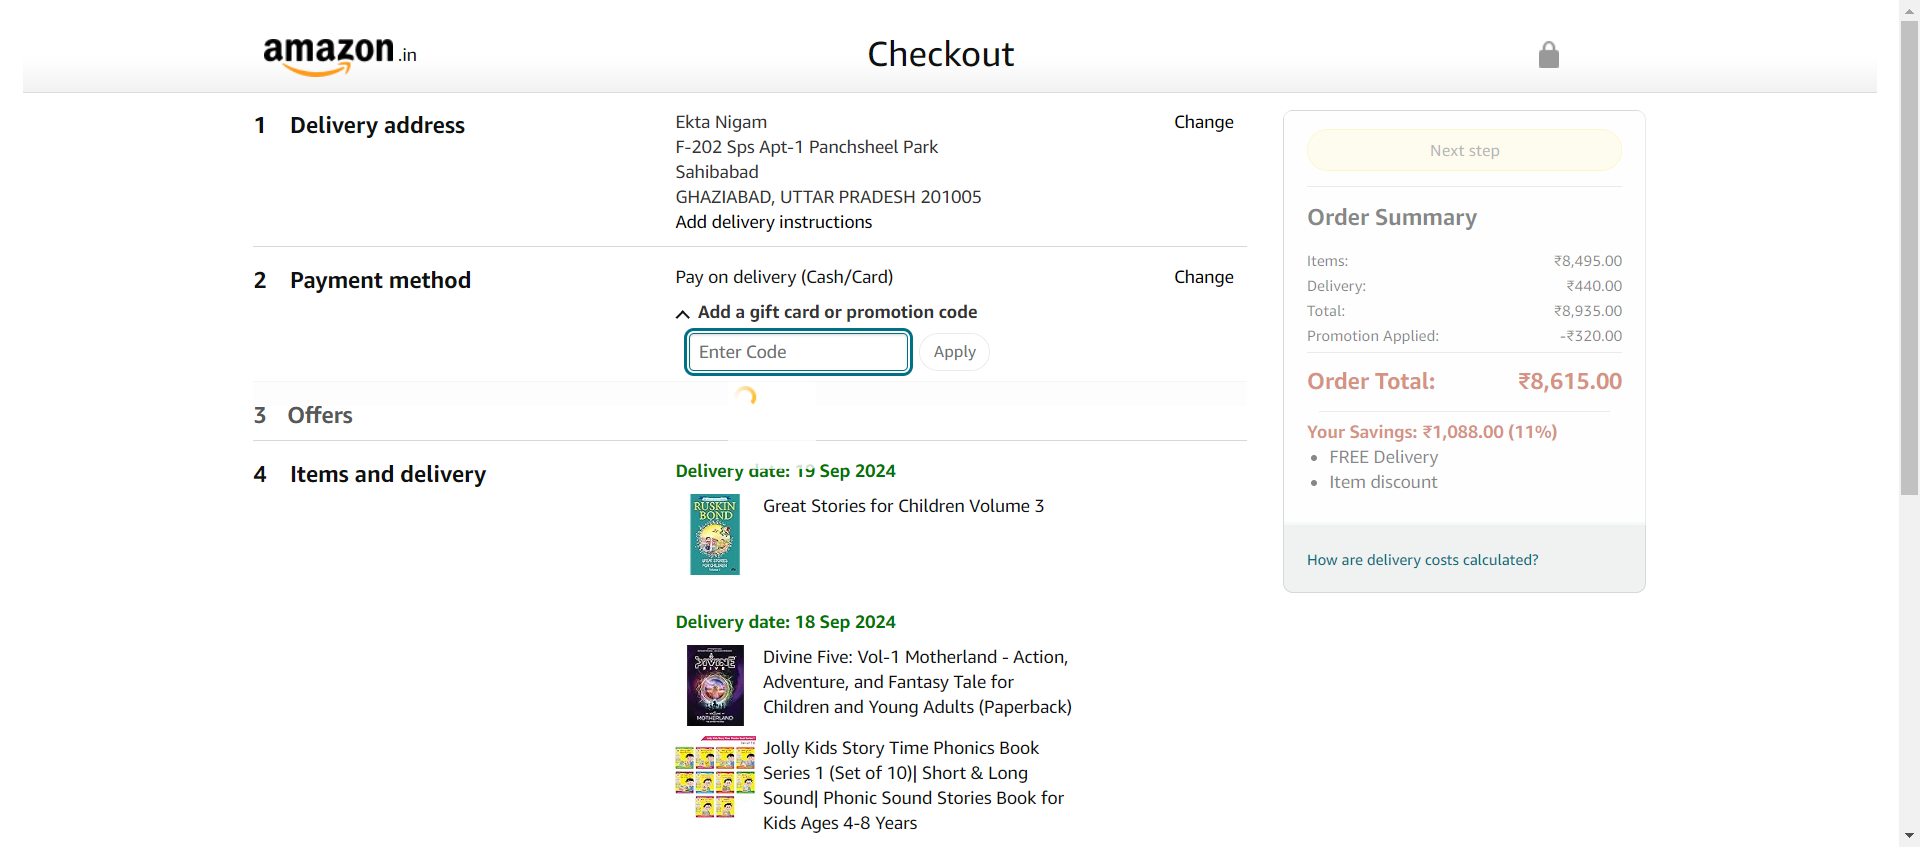 amazon.in
Checkout
1 Delivery address
Ekta Nigam
F-202 Sps Apt-1 Panchsheel Park
Sahibabad
GHAZIABAD, UTTAR PRADESH 201005
Add delivery instructions
Change
2 Payment method
Pay on delivery (Cash/Card)
Change
Add a gift card or promotion code
Enter Code
Apply
3 Offers
4 Items and delivery
Delivery date: 19 Sep 2024
RUSKIN
BOND
GREAT STORIES
FOR CHILDREN
Great Stories for Children Volume 3
Delivery date: 18 Sep 2024
DIVINE
FIVE
MOTHERLAND
Divine Five: Vol-1 Motherland - Action,
Adventure, and Fantasy Tale for
Children and Young Adults (Paperback)
Jolly Kids Story Time Phonics Book
Series 1 (Set of 10)| Short & Long
Sound| Phonic Sound Stories Book for
Kids Ages 4-8 Years
Next step
Order Summary
Items: ₹8,495.00
Delivery: ₹440.00
Total: ₹8,935.00
Promotion Applied: -₹320.00
Order Total: ₹8,615.00
Your Savings: ₹1,088.00 (11%)
• FREE Delivery
• Item discount
How are delivery costs calculated?